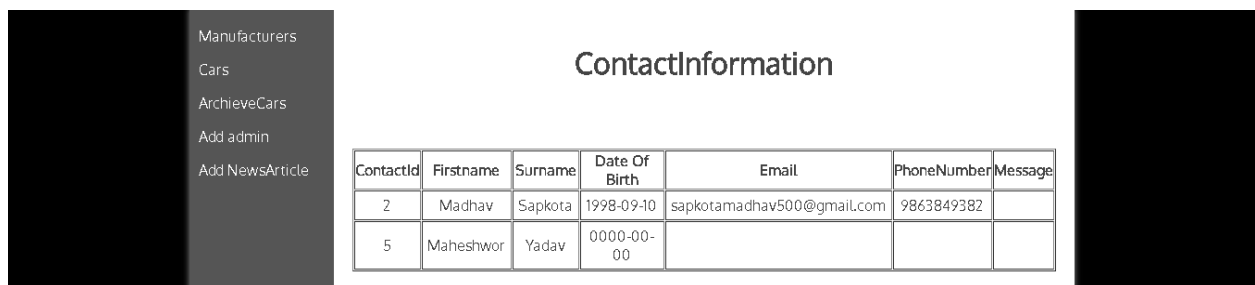 Manufacturers
Cars
ArchieveCars
Add admin
Add NewsArticle
ContactInformation
ContactId Firstname Surname Date Of Birth Email PhoneNumber Message
2 Madhav Sapkota 1998-09-10 sapkotamadhav500@gmail.com 9863849382
5 Maheshwor Yadav 0000-00-00